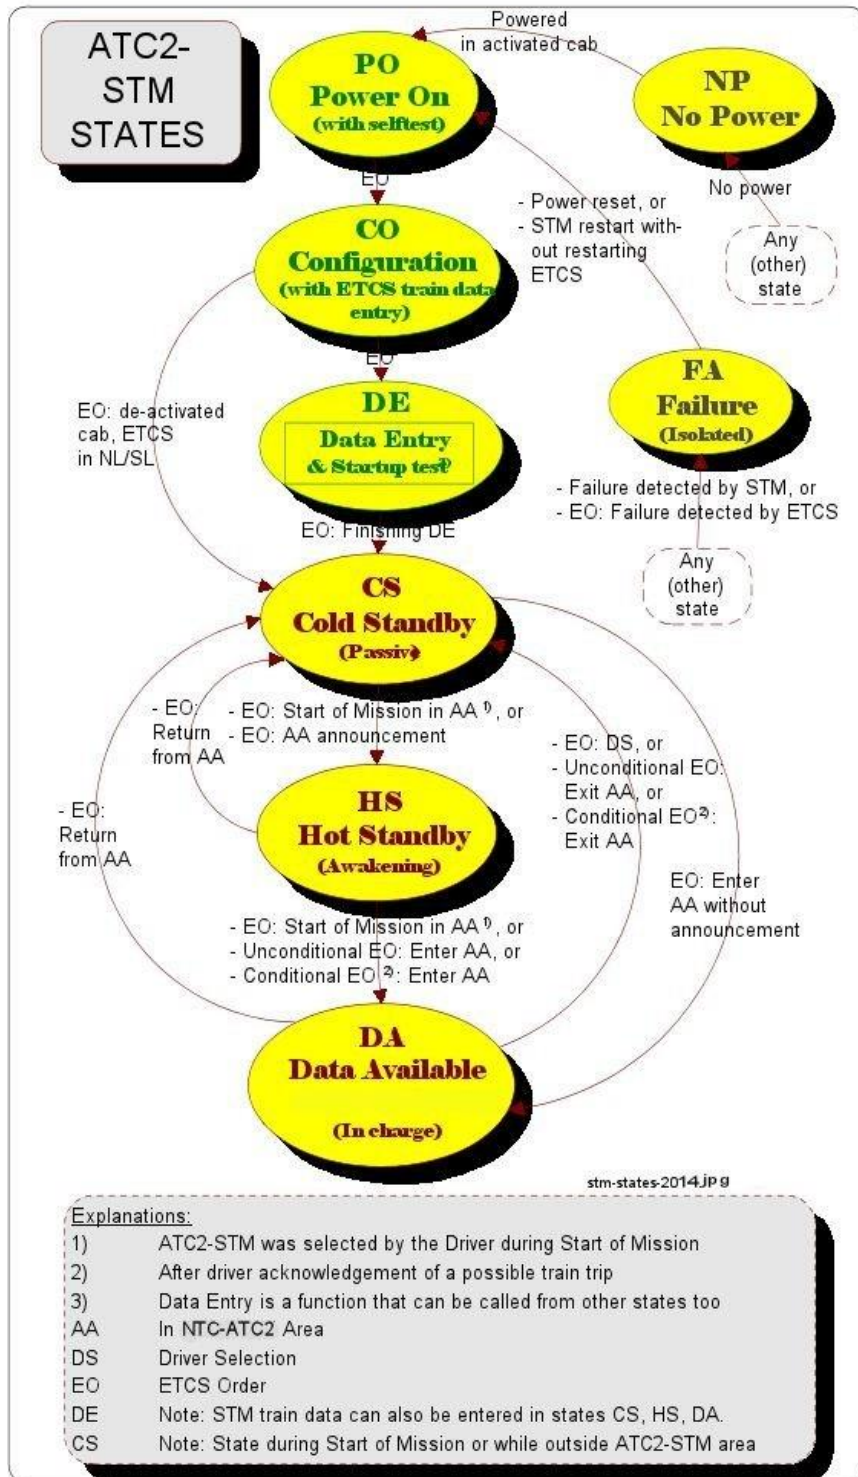 ATC2-
STM
STATES
PO
Power On
(with selftest)
Powered
in activated cab
NP
No Power
No power
Any
(other)
state
EO
- Power reset, or
- STM restart with-
out restarting
ETCS
CO
Configuration
(with ETCS train data
entry)
EO
EO: de-activated
cab, ETCS
in NL/SL
DE
Data Entry
& Startup test³⁾
FA
Failure
(Isolated)
- Failure detected by STM, or
- EO: Failure detected by ETCS
Any
(other)
state
EO: Finishing DE
CS
Cold Standby
(Passive)
- EO:
Return
from AA
- EO: Start of Mission in AA ¹⁾, or
- EO: AA announcement
- EO: DS, or
- Unconditional EO:
Exit AA, or
- Conditional EO²⁾:
Exit AA
HS
Hot Standby
(Awakening)
- EO:
Return
from AA
EO: Enter
AA without
announcement
- EO: Start of Mission in AA ¹⁾, or
- Unconditional EO: Enter AA, or
- Conditional EO ²⁾: Enter AA
DA
Data Available
(In charge)
stm-states-2014.jpg
Explanations:
1) ATC2-STM was selected by the Driver during Start of Mission
2) After driver acknowledgement of a possible train trip
3) Data Entry is a function that can be called from other states too
AA In NTC-ATC2 Area
DS Driver Selection
EO ETCS Order
DE Note: STM train data can also be entered in states CS, HS, DA.
CS Note: State during Start of Mission or while outside ATC2-STM area